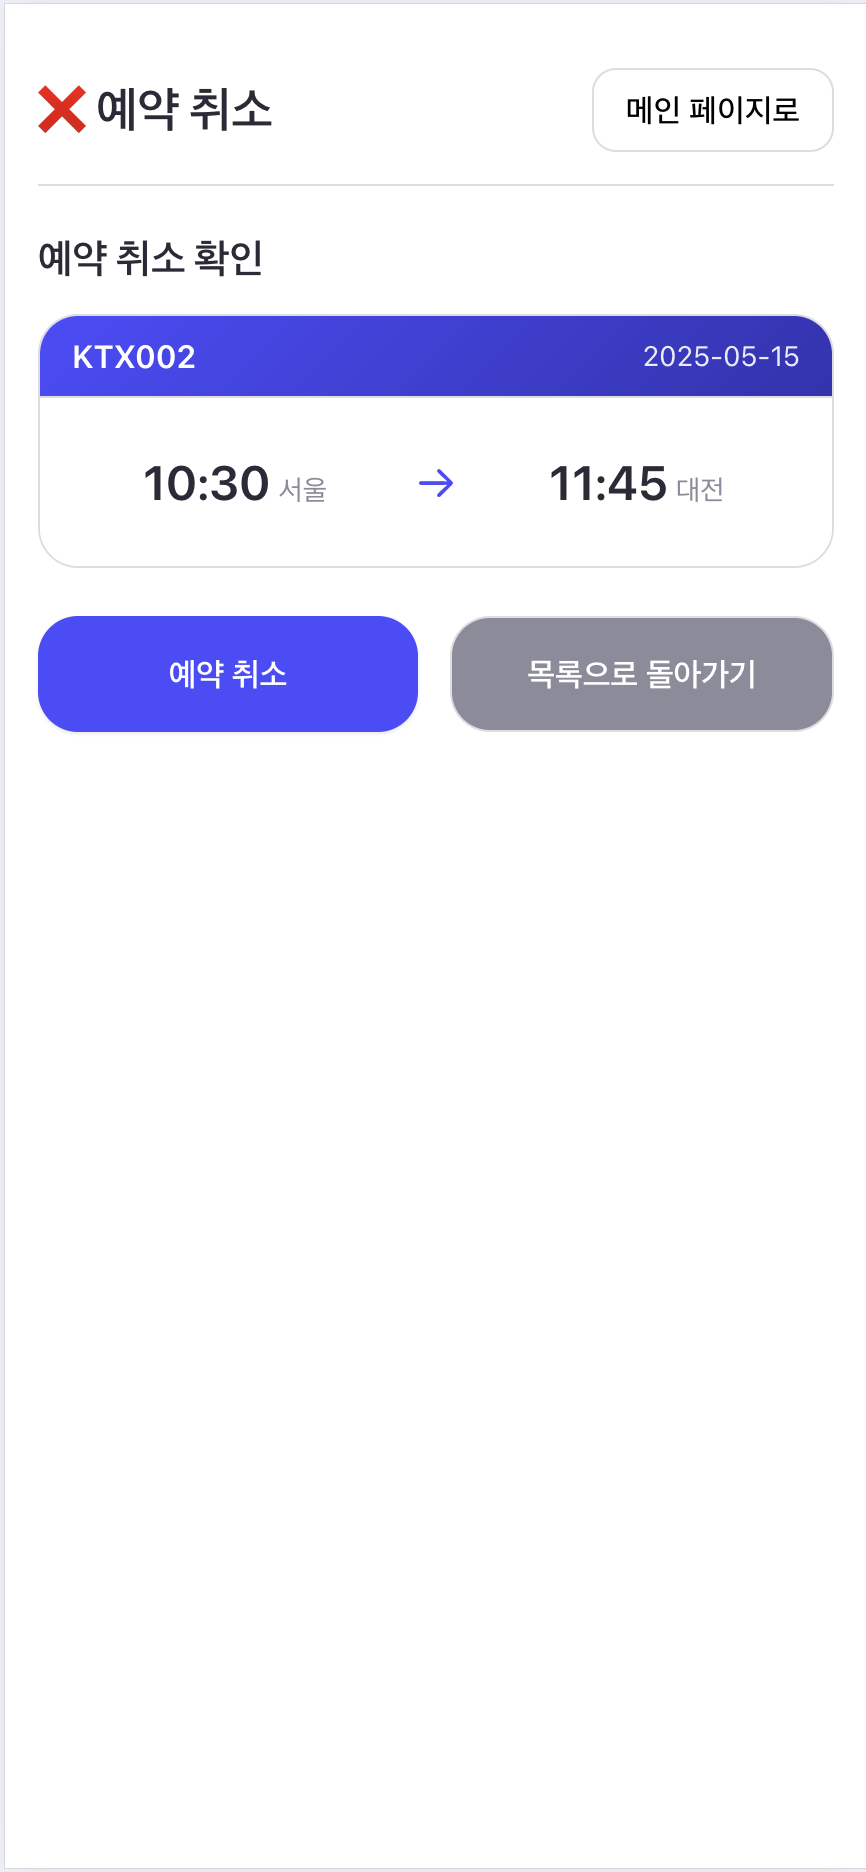 ❌ 예약 취소
메인 페이지로
예약 취소 확인
KTX002 2025-05-15
10:30 서울 → 11:45 대전
예약 취소
목록으로 돌아가기